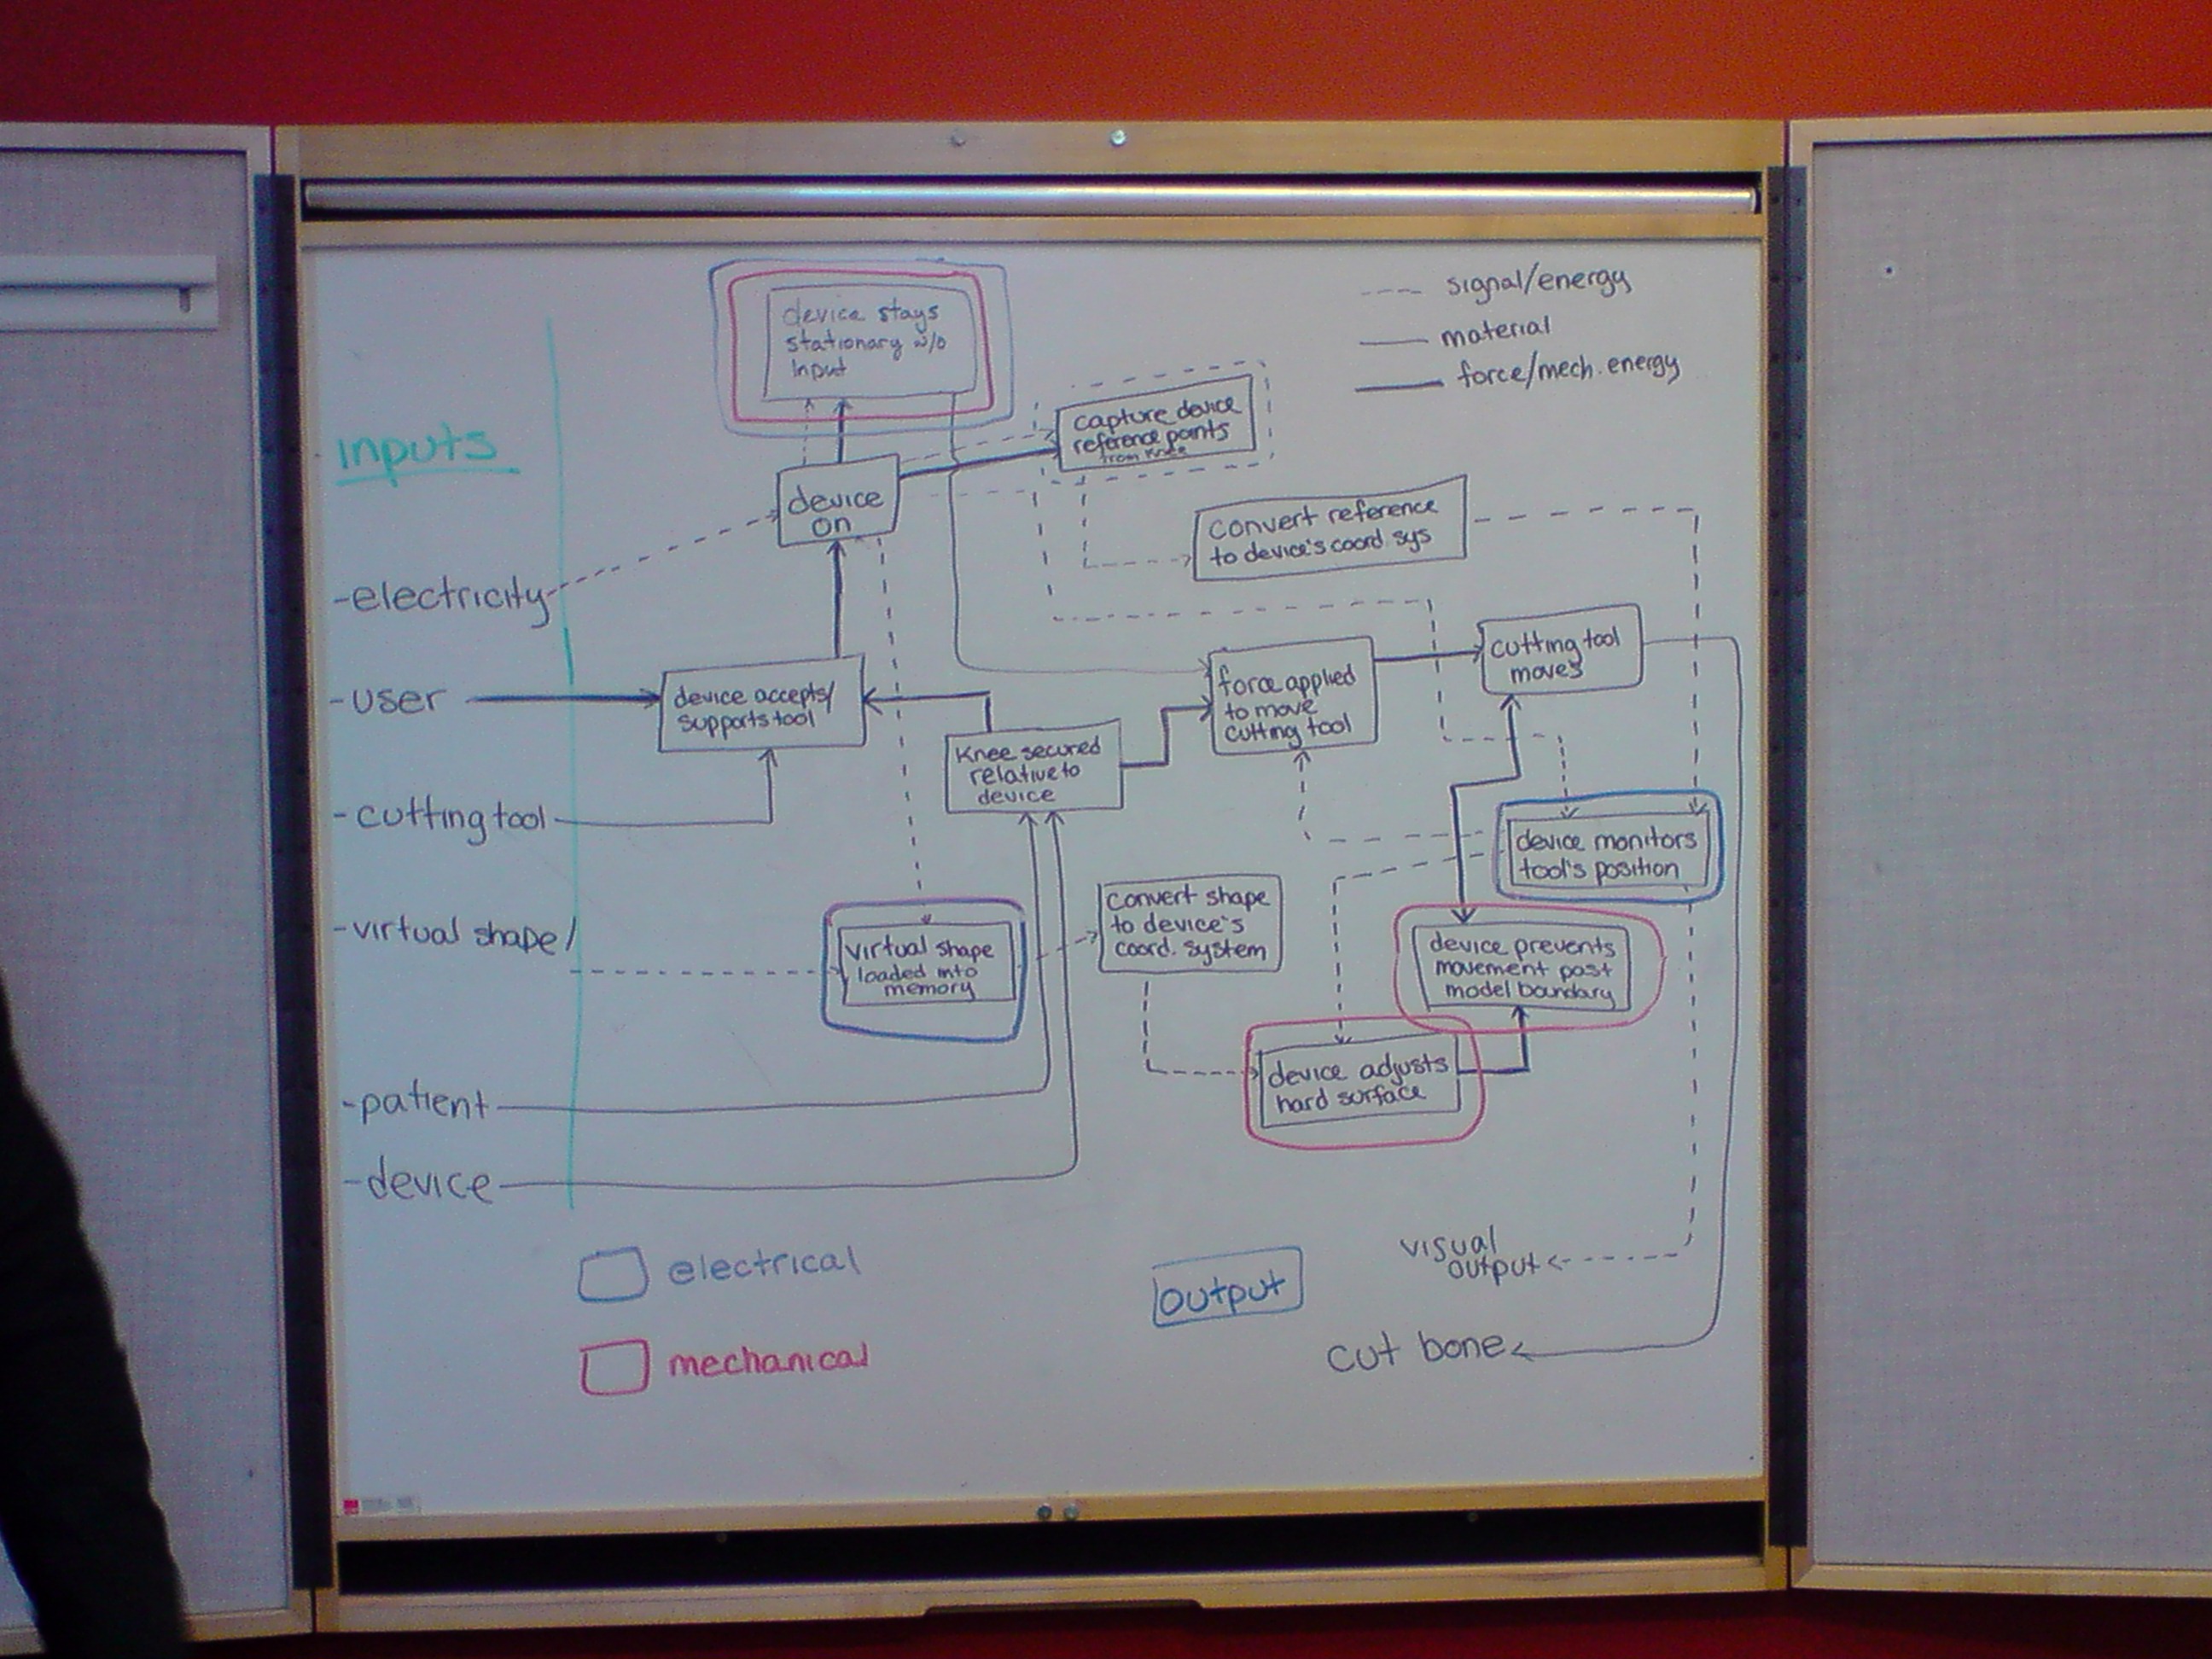 device stays
stationary w/o
input
signal/energy
material
force/mech. energy
inputs
capture device
reference points
from knee
device
on
convert reference
to device's coord. sys
-electricity
-user
device accepts/
supports tool
knee secured
relative to
device
force applied
to move
cutting tool
cutting tool
moves
-cutting tool
device monitors
tool's position
-virtual shape/
virtual shape
loaded into
memory
convert shape
to device's
coord. system
device prevents
movement past
model boundary
device adjusts
hard surface
-patient
-device
electrical
mechanical
output
visual
output
cut bone